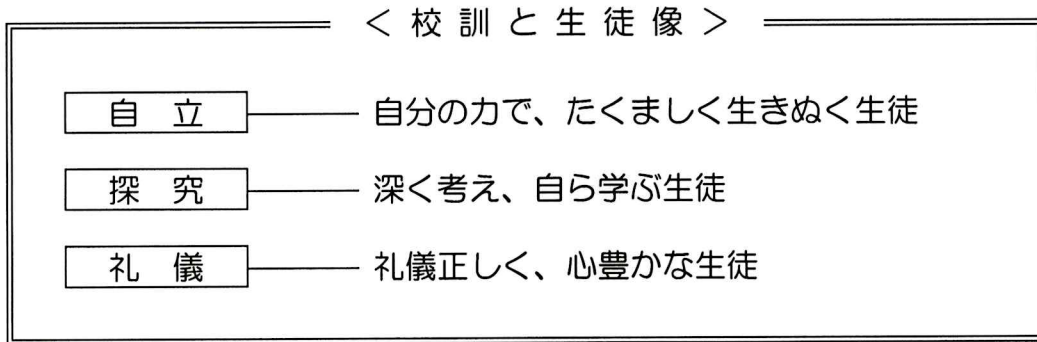 ＜校訓と生徒像＞
自立 自分の力で、たくましく生きぬく生徒
探究 深く考え、自ら学ぶ生徒
礼儀 礼儀正しく、心豊かな生徒